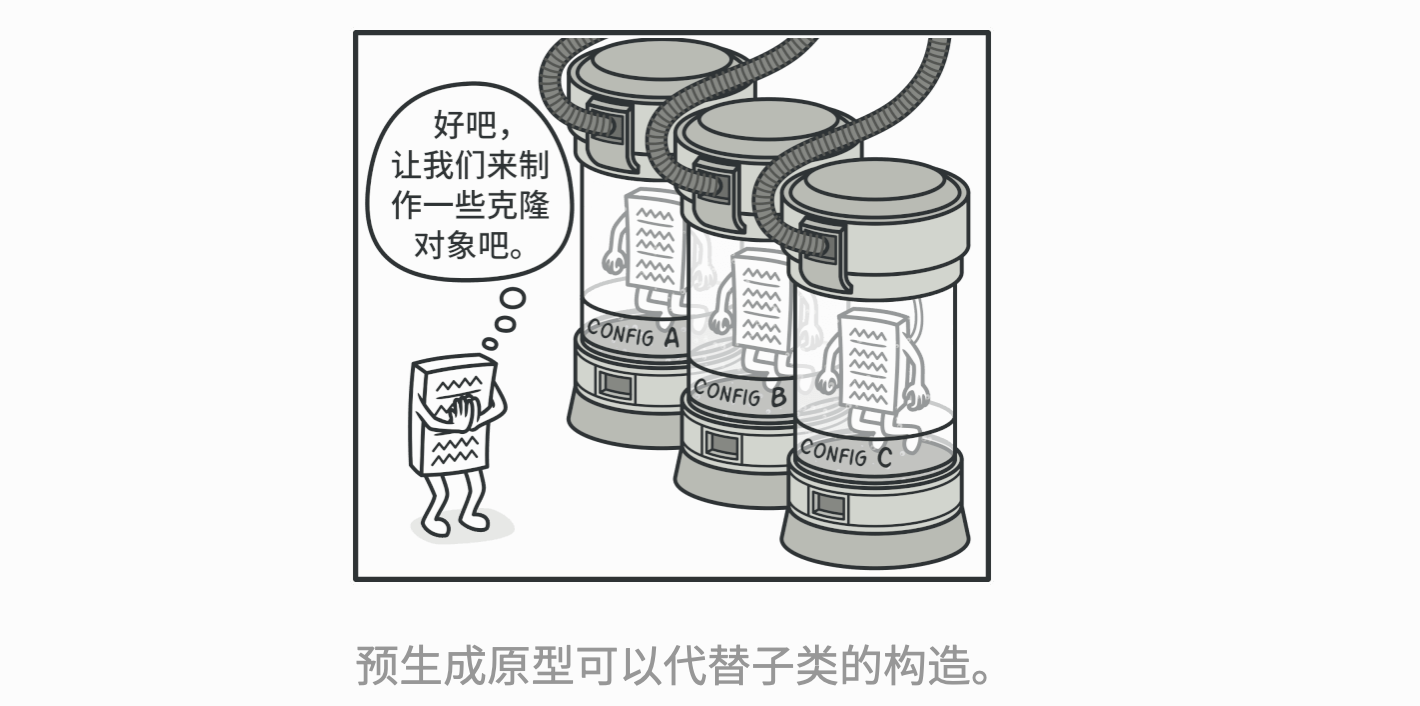 好吧，
让我们来制
作一些克隆
对象吧。
CONFIG A
CONFIG B
CONFIG C
预生成原型可以代替子类的构造。